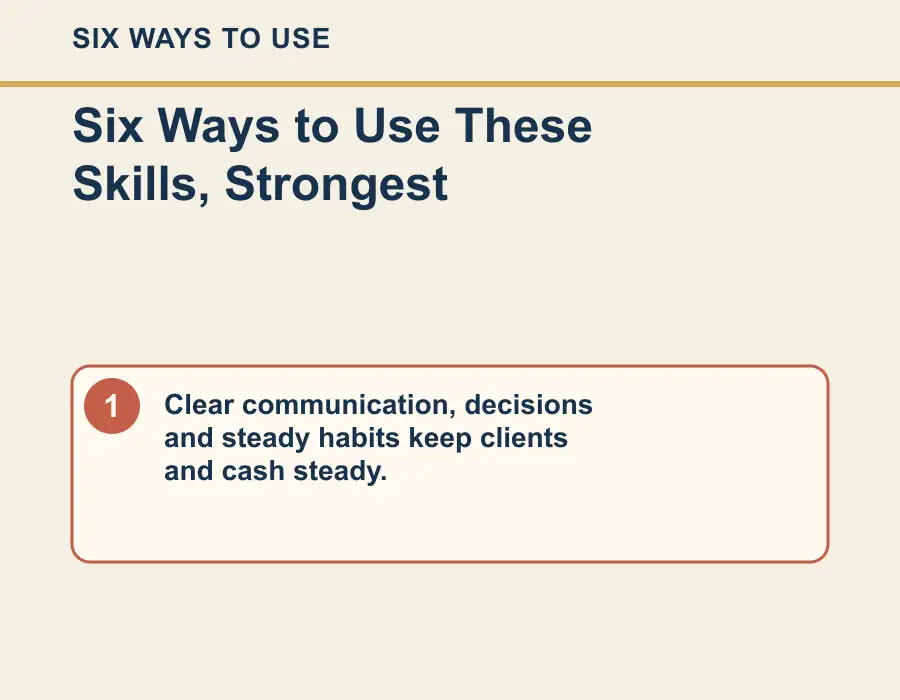 SIX WAYS TO USE
Six Ways to Use These
Skills, Strongest
1
Clear communication, decisions
and steady habits keep clients
and cash steady.